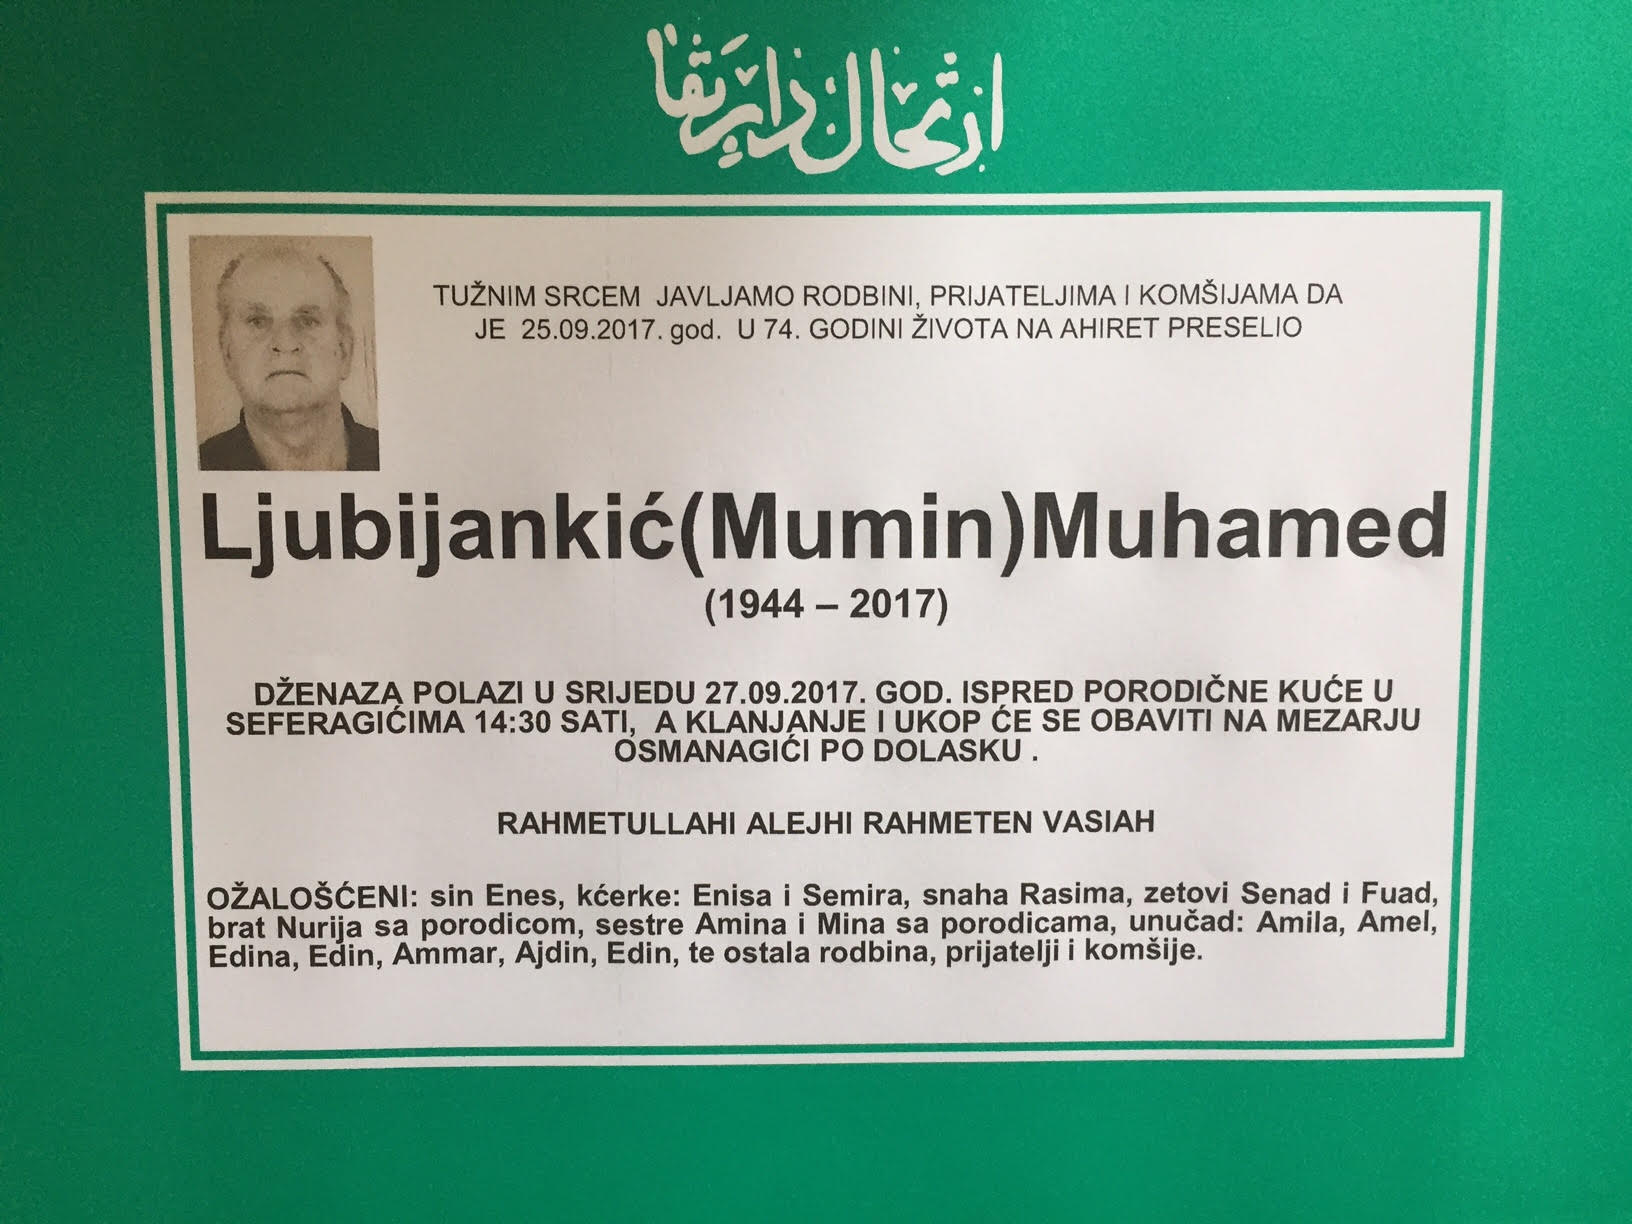 ارتحال دار بقا
TUŽNIM SRCEM JAVLJAMO RODBINI, PRIJATELJIMA I KOMŠIJAMA DA
JE 25.09.2017. god. U 74. GODINI ŽIVOTA NA AHIRET PRESELIO
Ljubijankić(Mumin)Muhamed
(1944 – 2017)
DŽENAZA POLAZI U SRIJEDU 27.09.2017. GOD. ISPRED PORODIČNE KUĆE U
SEFERAGIĆIMA 14:30 SATI, A KLANJANJE I UKOP ĆE SE OBAVITI NA MEZARJU
OSMANAGIĆI PO DOLASKU .
RAHMETULLAHI ALEJHI RAHMETEN VASIAH
OŽALOŠĆENI: sin Enes, kćerke: Enisa i Semira, snaha Rasima, zetovi Senad i Fuad,
brat Nurija sa porodicom, sestre Amina i Mina sa porodicama, unučad: Amila, Amel,
Edina, Edin, Ammar, Ajdin, Edin, te ostala rodbina, prijatelji i komšije.